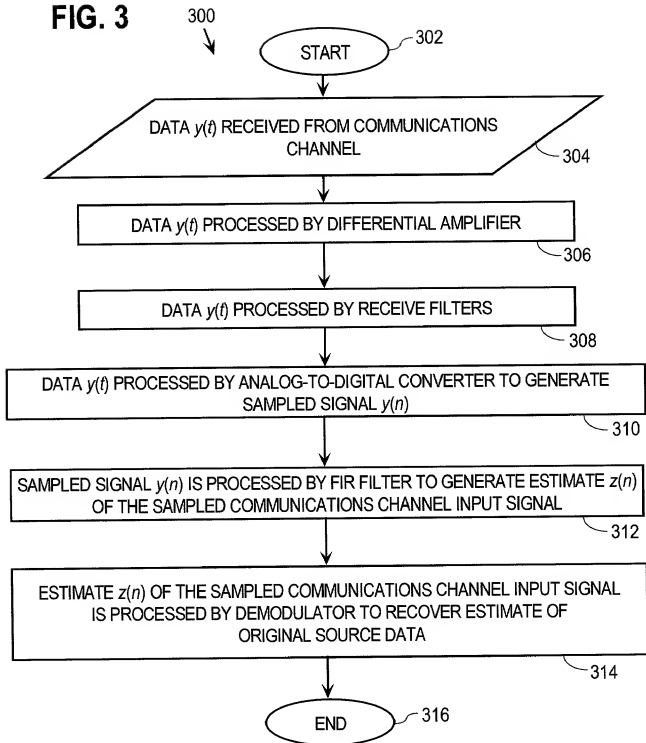 FIG. 3
300
START
302
DATA y(t) RECEIVED FROM COMMUNICATIONS
CHANNEL
304
DATA y(t) PROCESSED BY DIFFERENTIAL AMPLIFIER
306
DATA y(t) PROCESSED BY RECEIVE FILTERS
308
DATA y(t) PROCESSED BY ANALOG-TO-DIGITAL CONVERTER TO GENERATE
SAMPLED SIGNAL y(n)
310
SAMPLED SIGNAL y(n) IS PROCESSED BY FIR FILTER TO GENERATE ESTIMATE z(n)
OF THE SAMPLED COMMUNICATIONS CHANNEL INPUT SIGNAL
312
ESTIMATE z(n) OF THE SAMPLED COMMUNICATIONS CHANNEL INPUT SIGNAL
IS PROCESSED BY DEMODULATOR TO RECOVER ESTIMATE OF
ORIGINAL SOURCE DATA
314
END
316